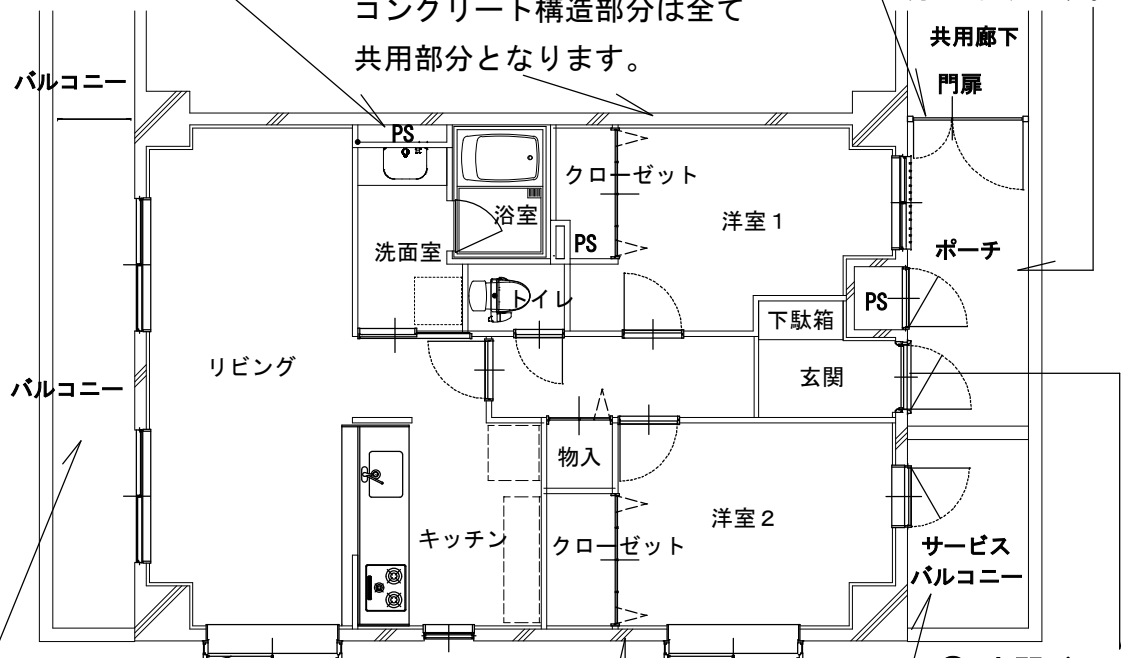 コンクリート構造部分は全て
共用部分となります。
共用廊下
バルコニー
門扉
PS
クローゼット
浴室
洋室1
洗面室
PS
ポーチ
トイレ
PS
下駄箱
リビング
玄関
バルコニー
物入
洋室2
キッチン
クローゼット
サービス
バルコニー